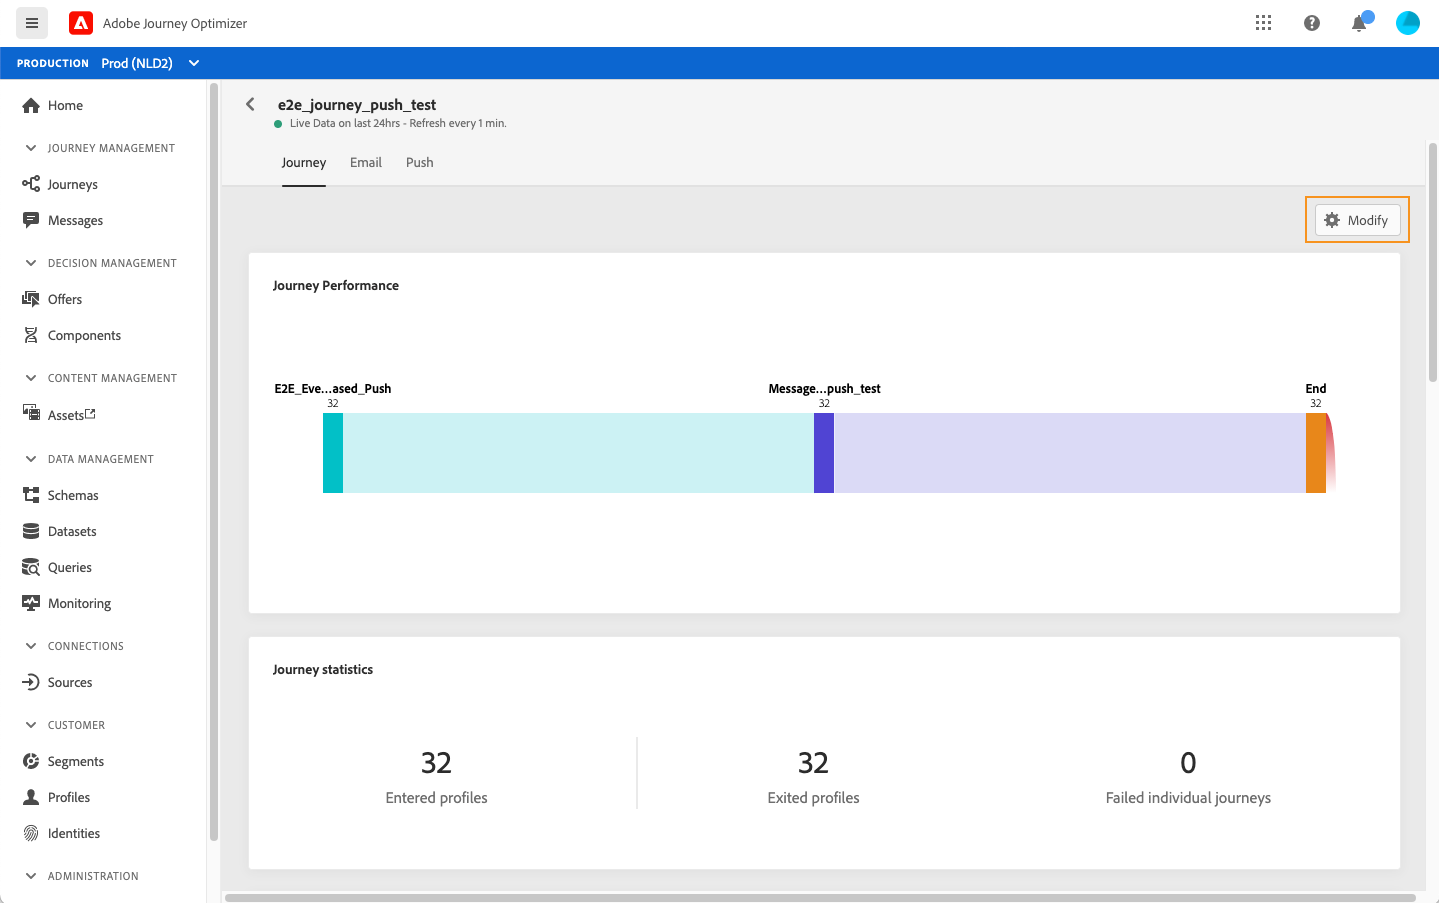 Adobe Journey Optimizer
PRODUCTION Prod (NLD2)
Home
JOURNEY MANAGEMENT
Journeys
Messages
DECISION MANAGEMENT
Offers
Components
CONTENT MANAGEMENT
Assets
DATA MANAGEMENT
Schemas
Datasets
Queries
Monitoring
CONNECTIONS
Sources
CUSTOMER
Segments
Profiles
Identities
ADMINISTRATION
e2e_journey_push_test
Live Data on last 24hrs - Refresh every 1 min.
Journey Email Push
Modify
Journey Performance
E2E_Eve...ased_Push Message...push_test End
32 32 32
Journey statistics
32 32 0
Entered profiles Exited profiles Failed individual journeys